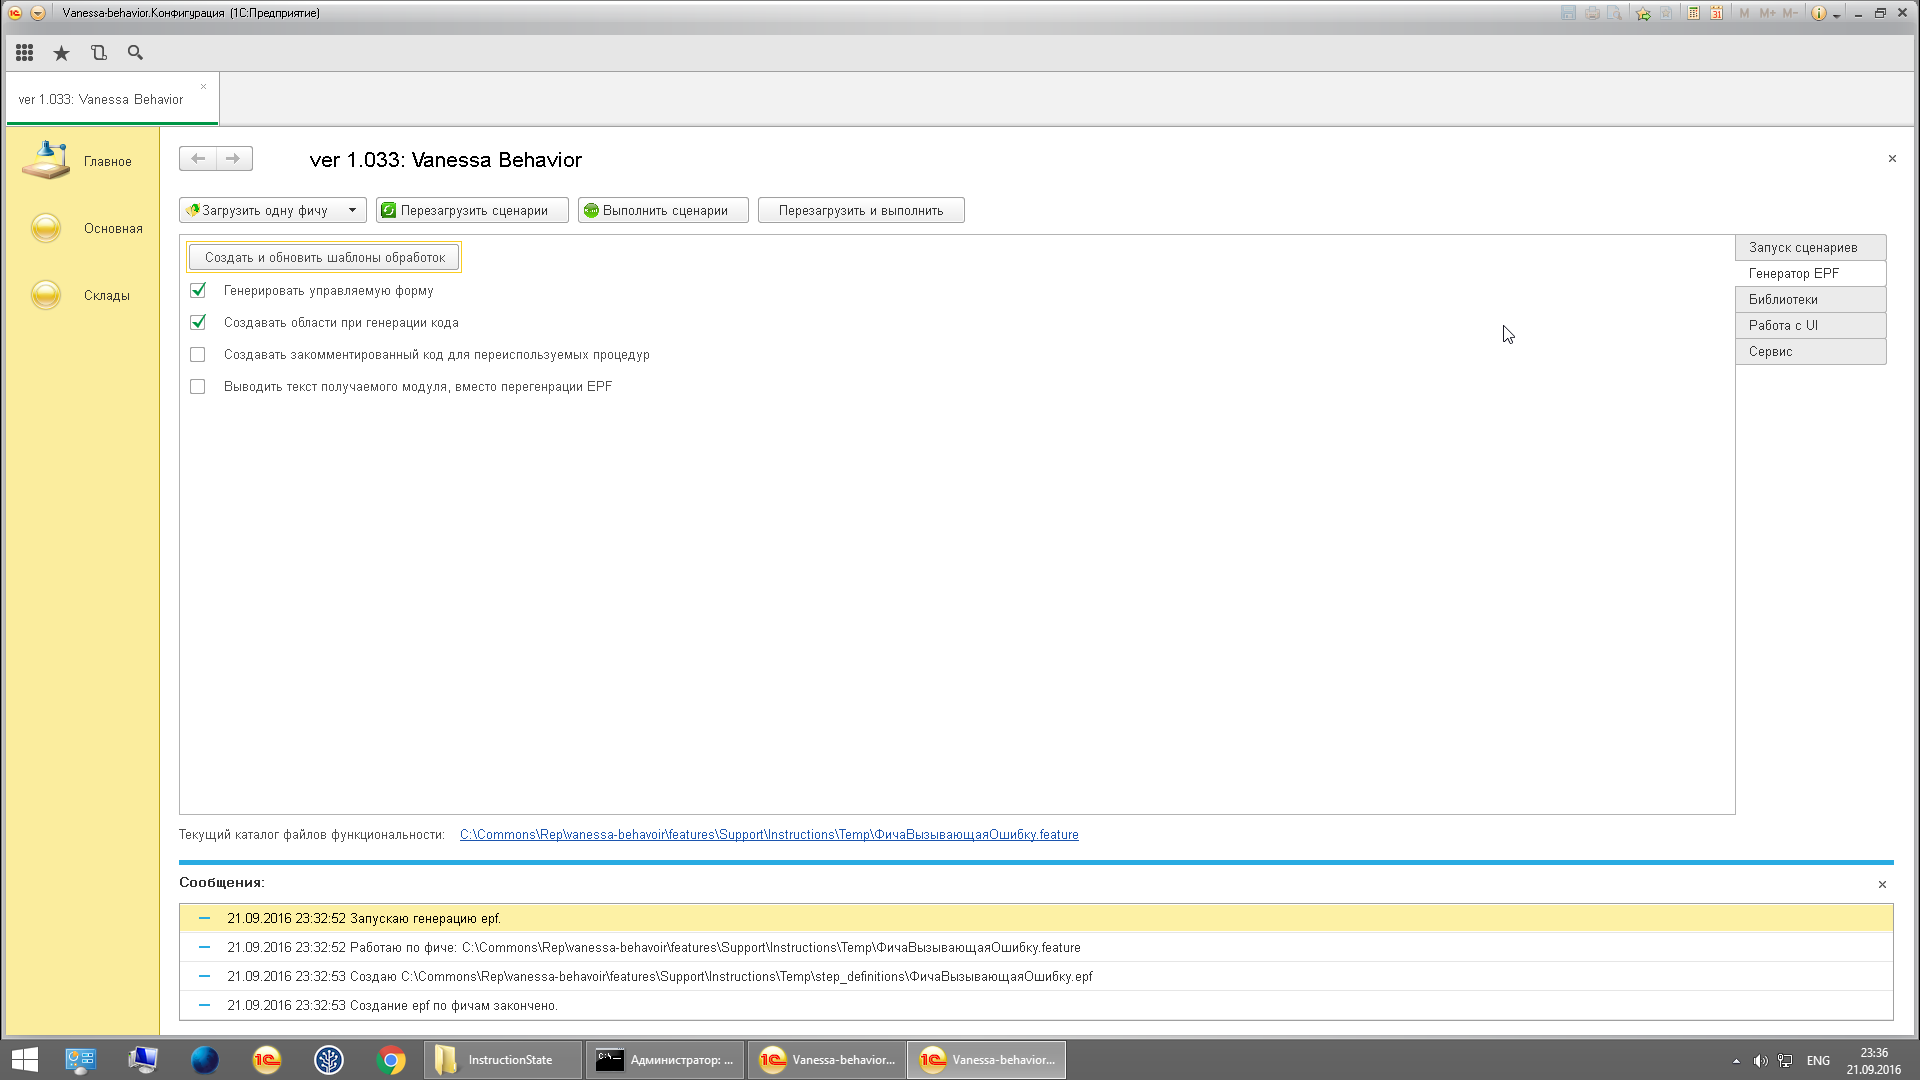 Vanessa-behavior.Конфигурация (1С:Предприятие)
31
M M+ M-
ver 1.033: Vanessa Behavior
Главное
Основная
Склады
ver 1.033: Vanessa Behavior
Загрузить одну фичу
Перезагрузить сценарии
Выполнить сценарии
Перезагрузить и выполнить
Создать и обновить шаблоны обработок
Генерировать управляемую форму
Создавать области при генерации кода
Создавать закомментированный код для переиспользуемых процедур
Выводить текст получаемого модуля, вместо перегенрации EPF
Запуск сценариев
Генератор EPF
Библиотеки
Работа с UI
Сервис
Текущий каталог файлов функциональности: C:\Commons\Rep\vanessa-behavoir\features\Support\Instructions\Temp\ФичаВызывающаяОшибку.feature
Сообщения:
21.09.2016 23:32:52 Запускаю генерацию epf.
21.09.2016 23:32:52 Работаю по фиче: C:\Commons\Rep\vanessa-behavoir\features\Support\Instructions\Temp\ФичаВызывающаяОшибку.feature
21.09.2016 23:32:53 Создаю C:\Commons\Rep\vanessa-behavoir\features\Support\Instructions\Temp\step_definitions\ФичаВызывающаяОшибку.epf
21.09.2016 23:32:53 Создание epf по фичам закончено.
InstructionState
Администратор: ...
Vanessa-behavior...
Vanessa-behavior...
ENG
23:36
21.09.2016